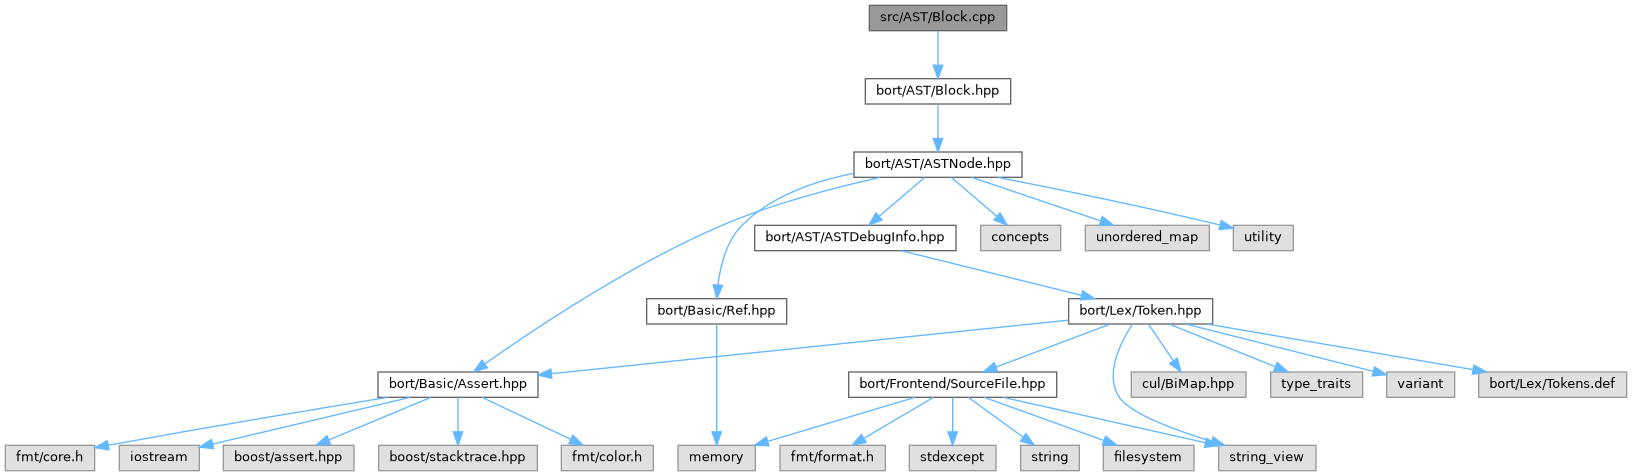 src/AST/Block.cpp
bort/AST/Block.hpp
bort/AST/ASTNode.hpp
bort/AST/ASTDebugInfo.hpp
concepts
unordered_map
utility
bort/Basic/Ref.hpp
bort/Lex/Token.hpp
bort/Basic/Assert.hpp
bort/Frontend/SourceFile.hpp
cul/BiMap.hpp
type_traits
variant
bort/Lex/Tokens.def
fmt/core.h
iostream
boost/assert.hpp
boost/stacktrace.hpp
fmt/color.h
memory
fmt/format.h
stdexcept
string
filesystem
string_view